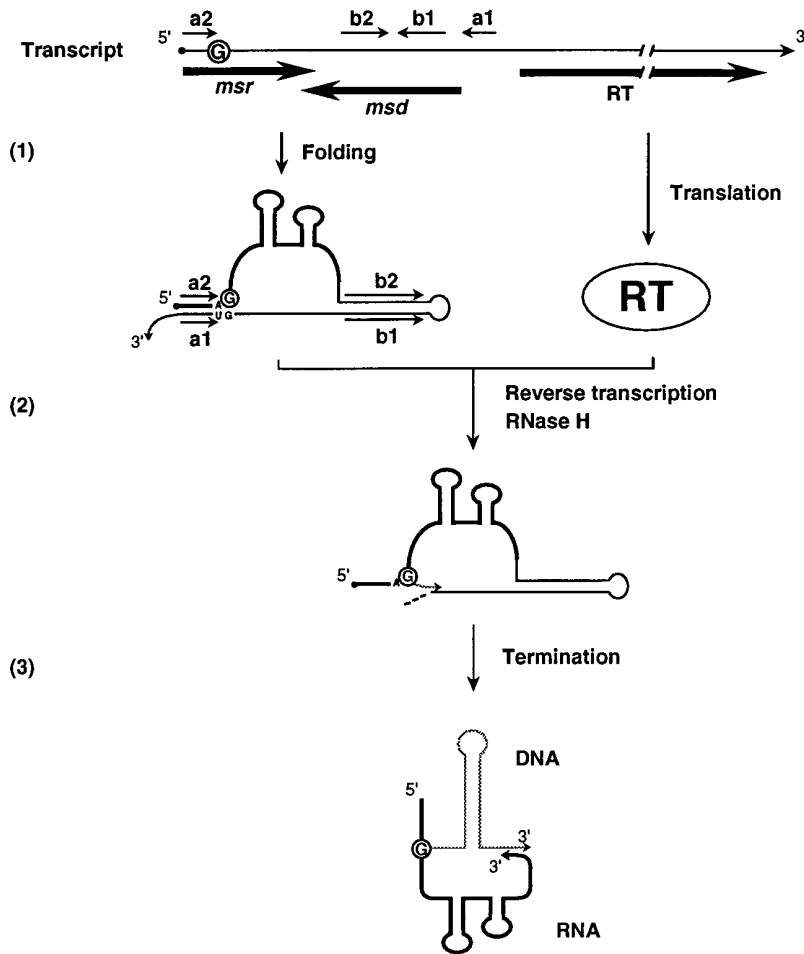 a2 b2 b1 a1
5' 3'
Transcript G
msr RT
msd
(1) Folding
Translation
a2 G b2
5' A RT
U G
3' a1 b1
Reverse transcription
(2) RNase H
5' A G
Termination
(3)
DNA
5'
G 3'
3'
RNA